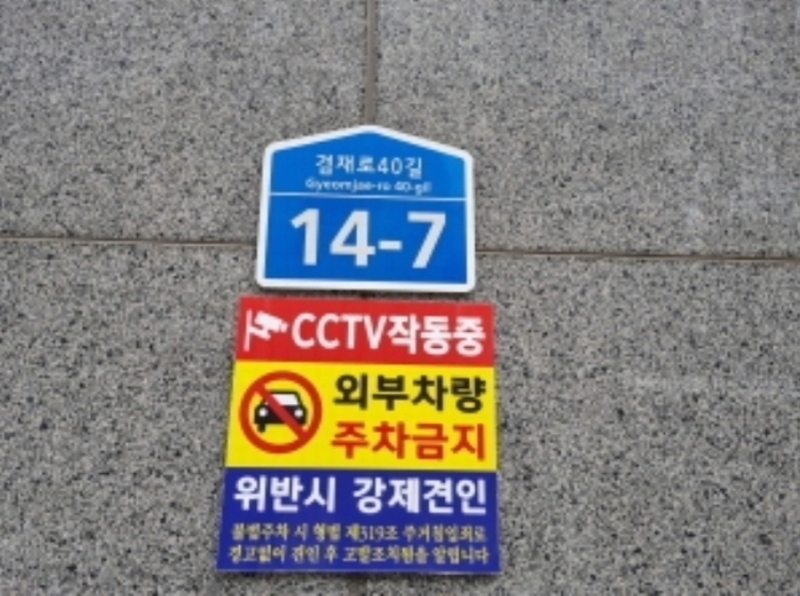 겸재로40길
Gyeomjae-ro 40-gil
14-7
CCTV작동중
외부차량
주차금지
위반시 강제견인
불법주차 시 형법 제319조 주거침입죄로
경고없이 견인 후 고발조치됨을 알립니다